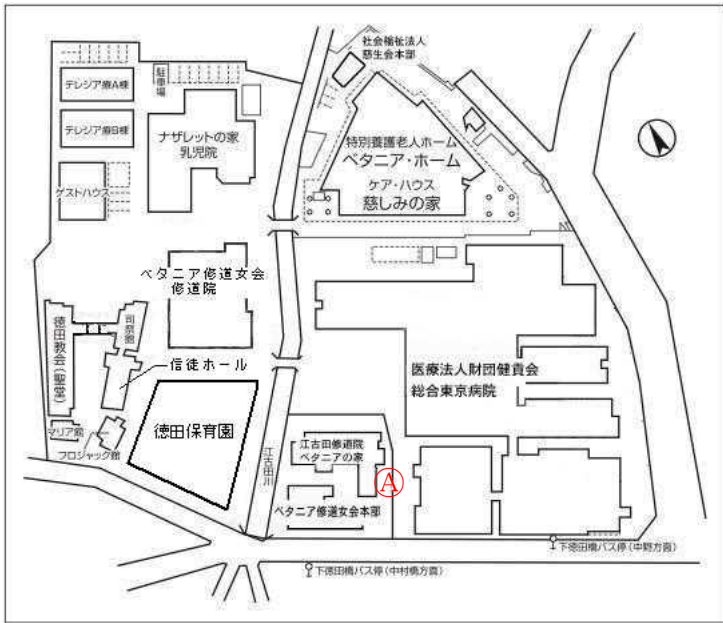 社会福祉法人
慈生会本部
テレジア療A棟
駐車場
テレジア療B棟
ナザレットの家
乳児院
特別養護老人ホーム
ベタニア・ホーム
ケア・ハウス
慈しみの家
ゲストハウス
ベタニア修道女会
修道院
徳田教会(聖堂)
司祭館
信徒ホール
医療法人財団健貢会
総合東京病院
徳田保育園
マリア館
フロジャック館
江古田川
江古田修道院
ベタニアの家
A
ベタニア修道女会本部
下徳田橋バス停(中野方面)
下徳田橋バス停(中村橋方面)